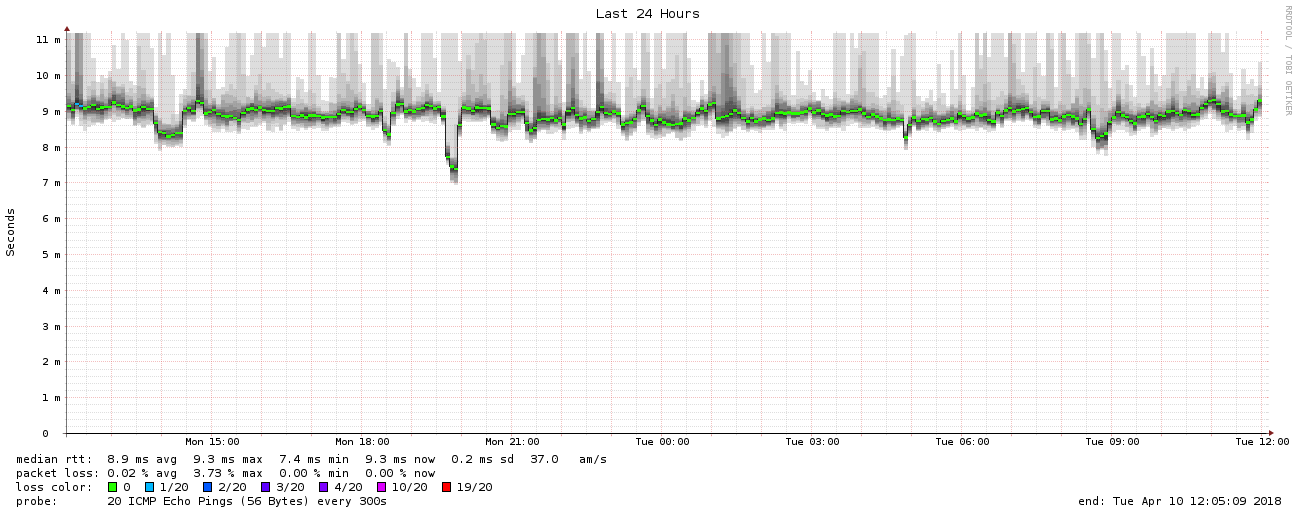 Last 24 Hours
RRDTOOL / TOBI OETIKER
Seconds
11 m
10 m
9 m
8 m
7 m
6 m
5 m
4 m
3 m
2 m
1 m
0
Mon 15:00 Mon 18:00 Mon 21:00 Tue 00:00 Tue 03:00 Tue 06:00 Tue 09:00 Tue 12:00
median rtt: 8.9 ms avg 9.3 ms max 7.4 ms min 9.3 ms now 0.2 ms sd 37.0 am/s
packet loss: 0.02 % avg 3.73 % max 0.00 % min 0.00 % now
loss color: 0 1/20 2/20 3/20 4/20 10/20 19/20
probe: 20 ICMP Echo Pings (56 Bytes) every 300s end: Tue Apr 10 12:05:09 2018